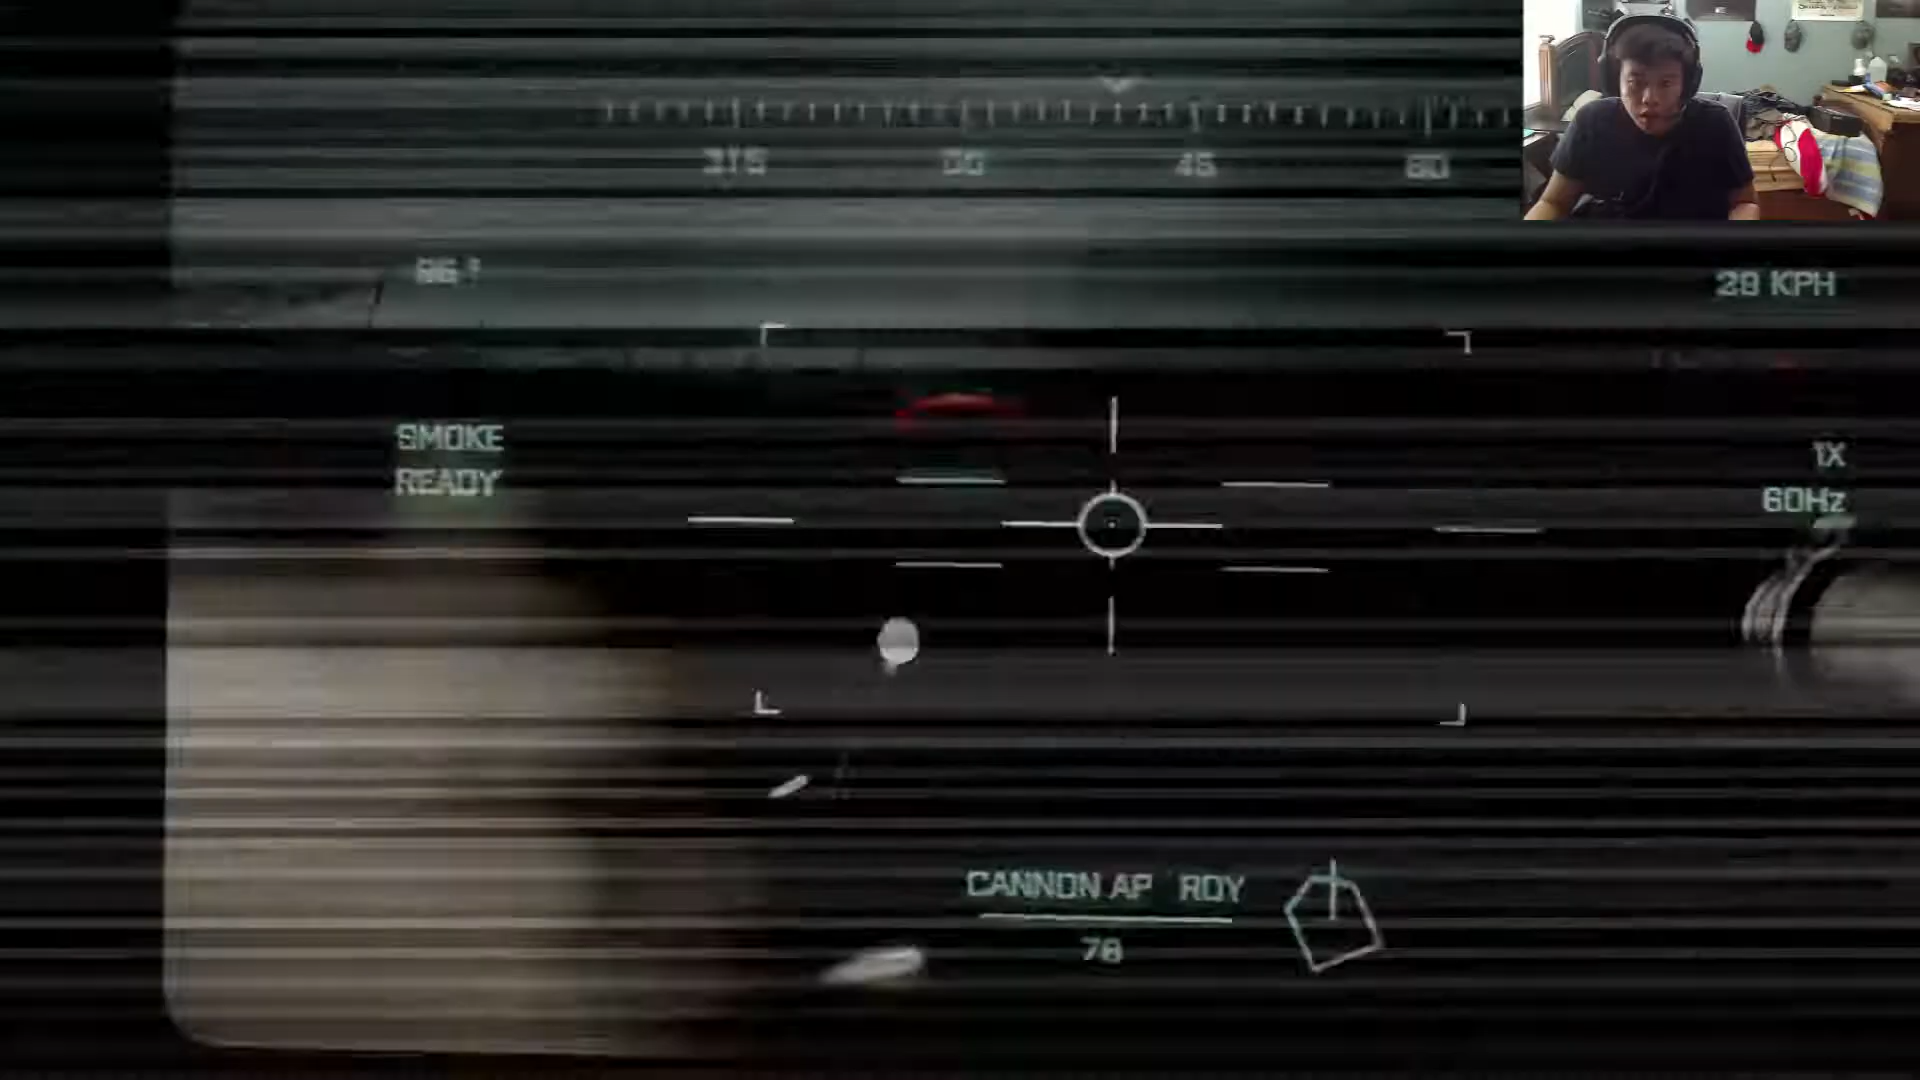 315 00 45 60
28 KPH
SMOKE
READY
1X
60Hz
CANNON AP RDY
78